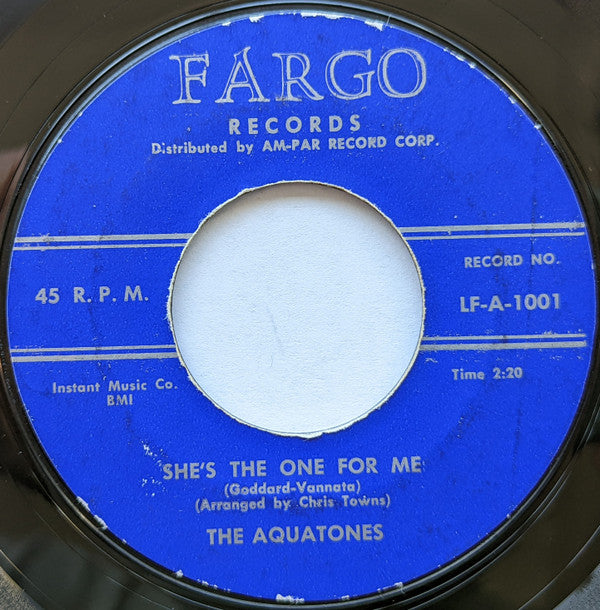 FARGO
RECORDS
Distributed by AM-PAR RECORD CORP.
RECORD NO.
45 R. P. M.
LF-A-1001
Instant Music Co.
BMI
Time 2:20
SHE'S THE ONE FOR ME
(Goddard-Vannata)
(Arranged by Chris Towns)
THE AQUATONES